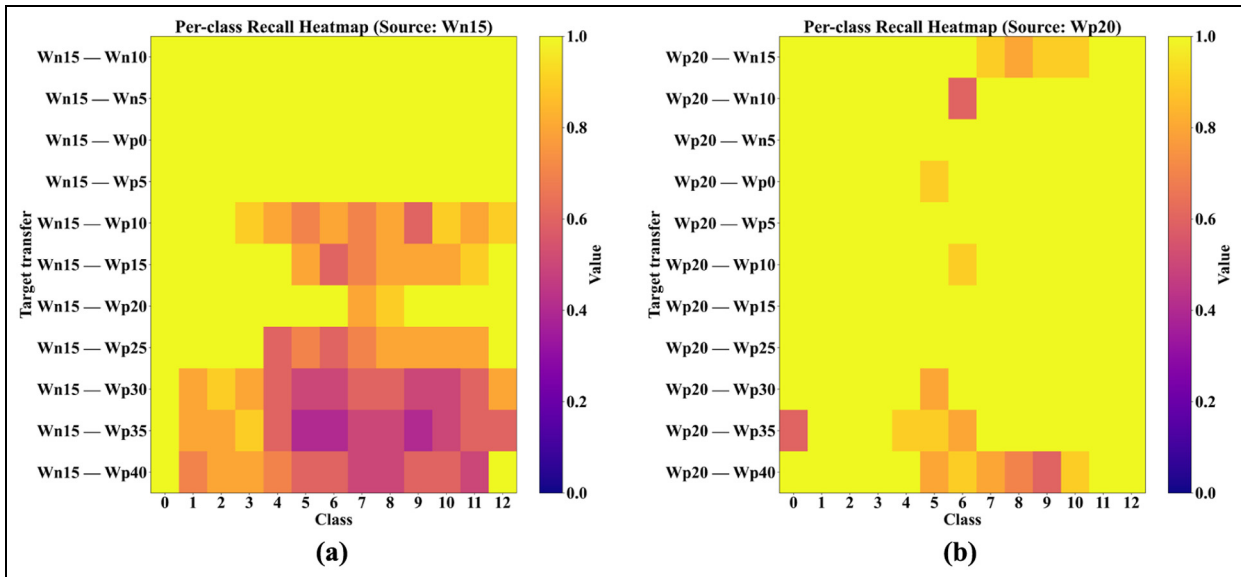 Per-class Recall Heatmap (Source: Wn15)
Target transfer
Wn15 — Wn10
Wn15 — Wn5
Wn15 — Wp0
Wn15 — Wp5
Wn15 — Wp10
Wn15 — Wp15
Wn15 — Wp20
Wn15 — Wp25
Wn15 — Wp30
Wn15 — Wp35
Wn15 — Wp40
0 1 2 3 4 5 6 7 8 9 10 11 12
Class
1.0
0.8
0.6
0.4
0.2
0.0
Value
(a)
Per-class Recall Heatmap (Source: Wp20)
Target transfer
Wp20 — Wn15
Wp20 — Wn10
Wp20 — Wn5
Wp20 — Wp0
Wp20 — Wp5
Wp20 — Wp10
Wp20 — Wp15
Wp20 — Wp25
Wp20 — Wp30
Wp20 — Wp35
Wp20 — Wp40
0 1 2 3 4 5 6 7 8 9 10 11 12
Class
1.0
0.8
0.6
0.4
0.2
0.0
Value
(b)